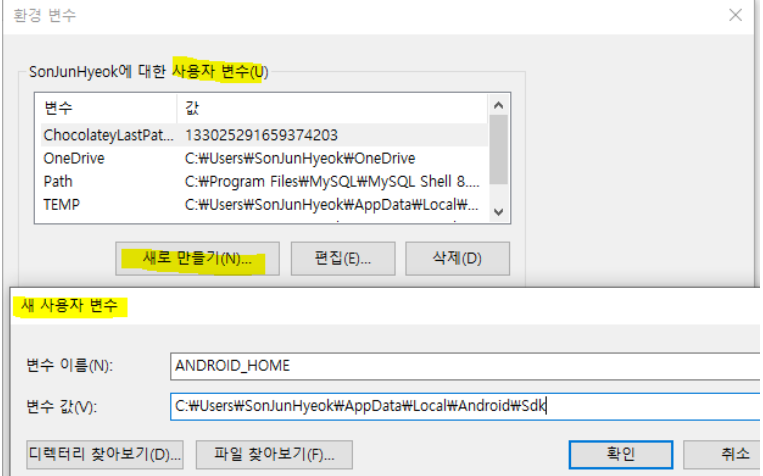 환경 변수
SonJunHyeok에 대한 사용자 변수(U)
변수 값
ChocolateyLastPat... 133025291659374203
OneDrive C:₩Users₩SonJunHyeok₩OneDrive
Path C:₩Program Files₩MySQL₩MySQL Shell 8....
TEMP C:₩Users₩SonJunHyeok₩AppData₩Local₩...
새로 만들기(N)... 편집(E)... 삭제(D)
새 사용자 변수
변수 이름(N): ANDROID_HOME
변수 값(V): C:₩Users₩SonJunHyeok₩AppData₩Local₩Android₩Sdk
디렉터리 찾아보기(D)... 파일 찾아보기(F)... 확인 취소